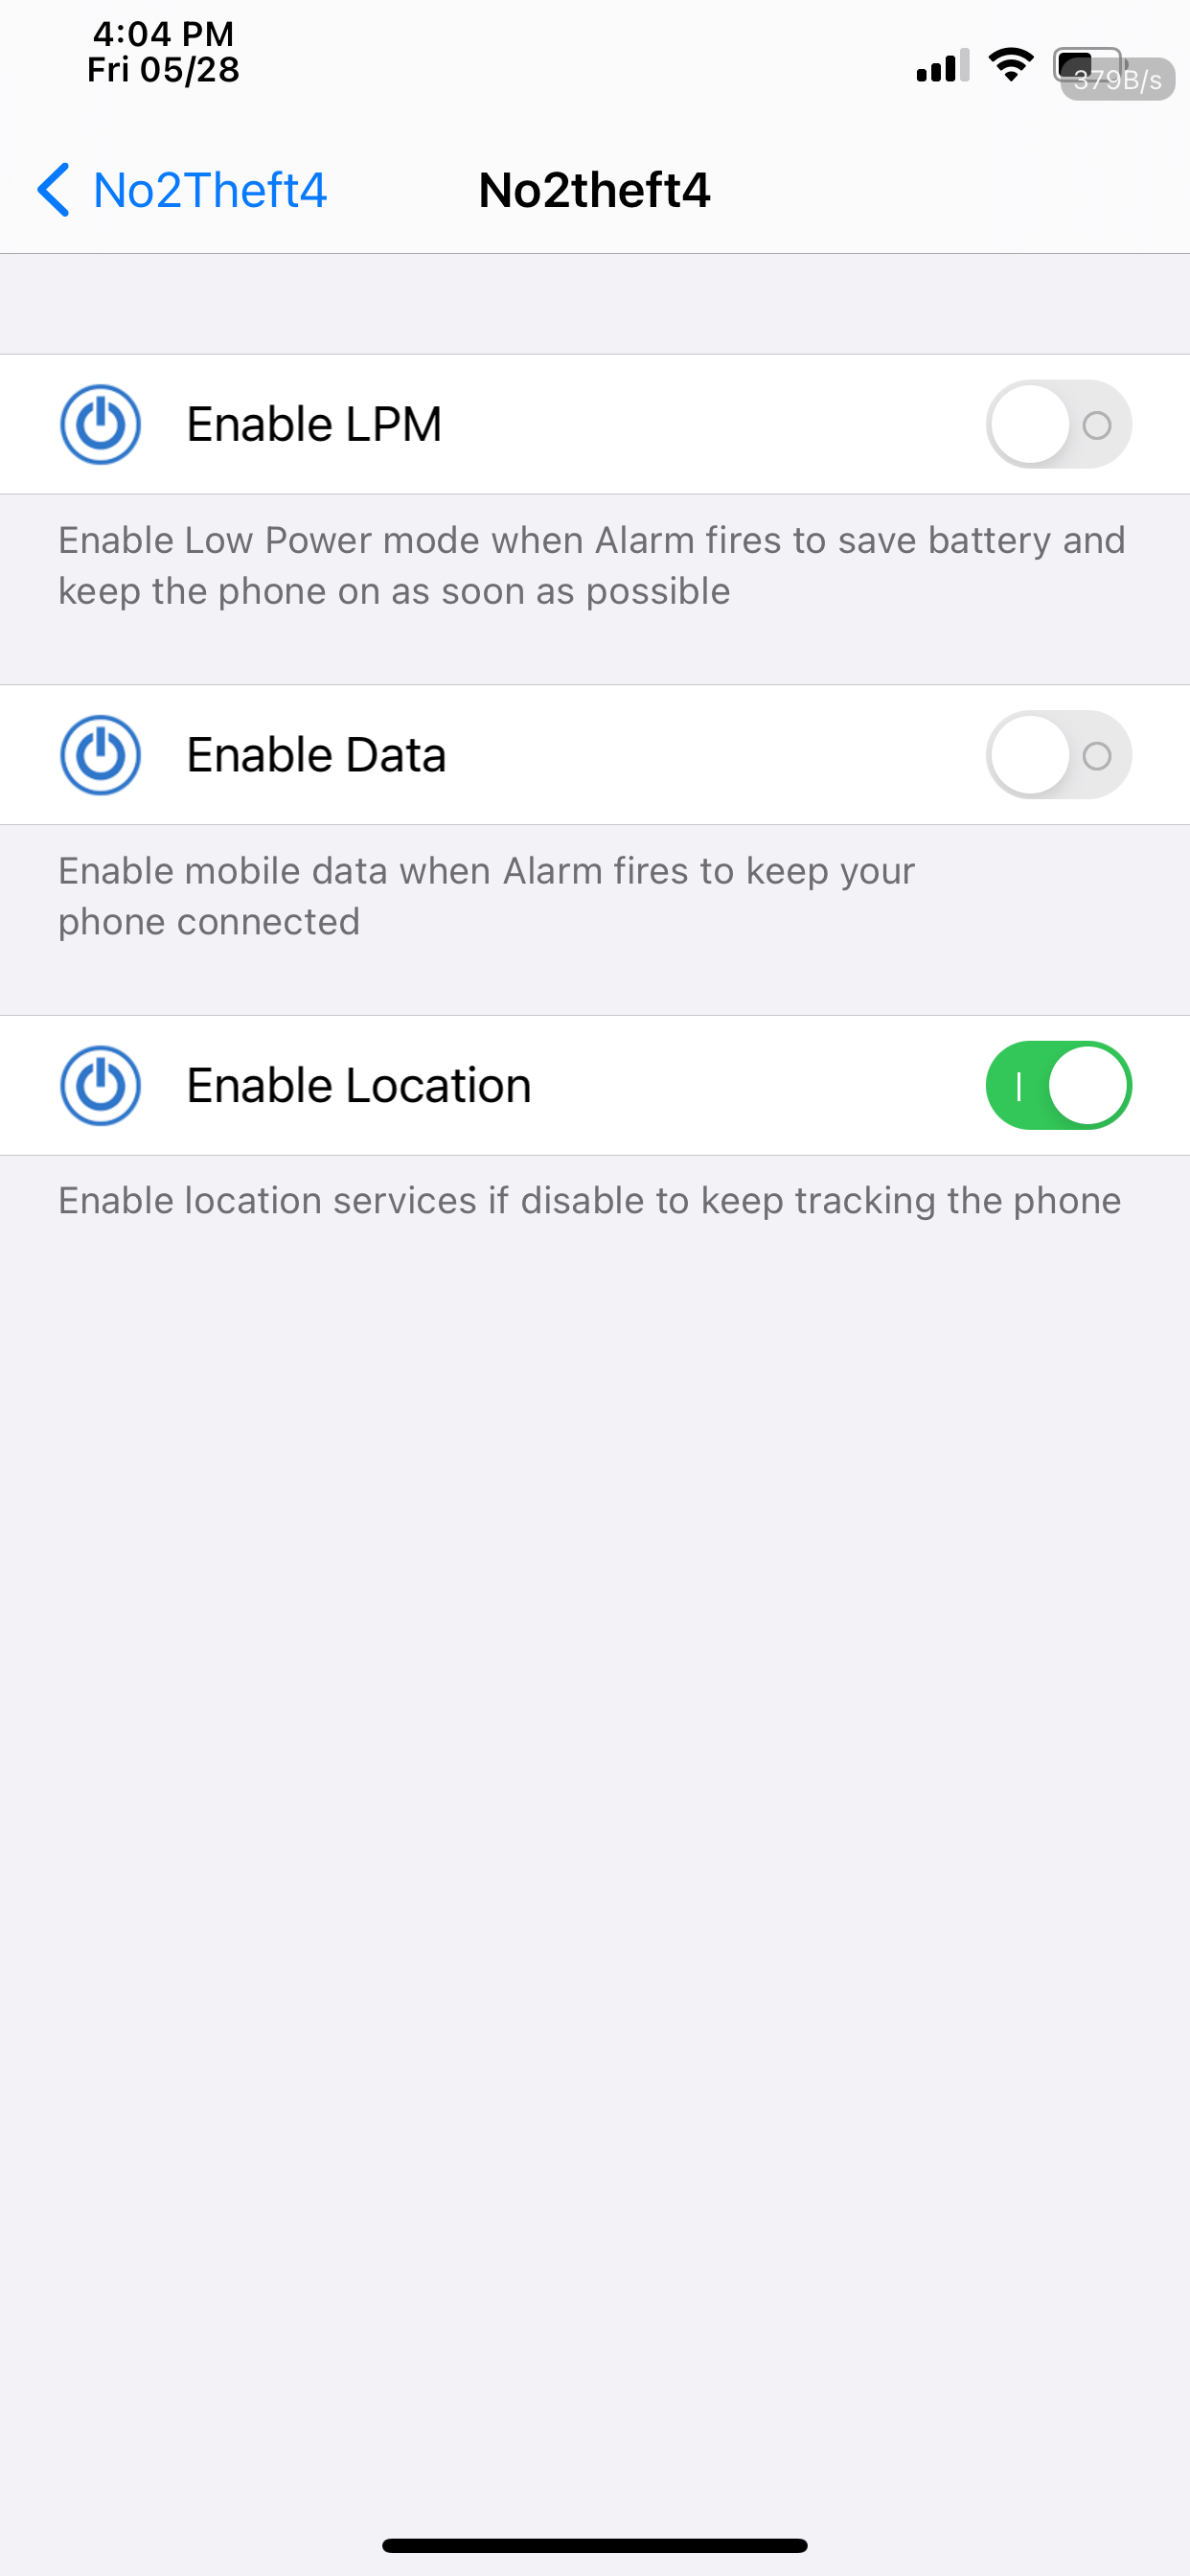 4:04 PM
Fri 05/28
379B/s
No2Theft4
No2theft4
Enable LPM
Enable Low Power mode when Alarm fires to save battery and
keep the phone on as soon as possible
Enable Data
Enable mobile data when Alarm fires to keep your
phone connected
Enable Location
Enable location services if disable to keep tracking the phone